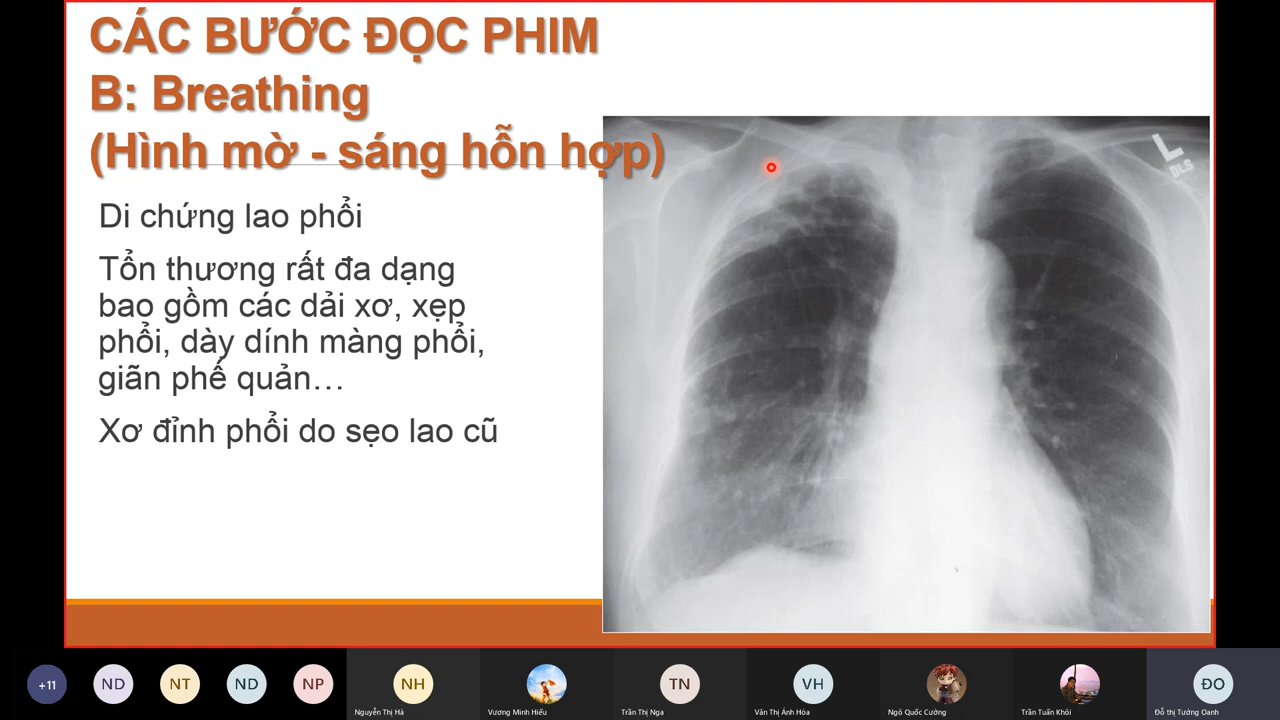 CÁC BƯỚC ĐỌC PHIM
B: Breathing
(Hình mờ - sáng hỗn hợp)
L
DLS
Di chứng lao phổi
Tổn thương rất đa dạng
bao gồm các dải xơ, xẹp
phổi, dày dính màng phổi,
giãn phế quản…
Xơ đỉnh phổi do sẹo lao cũ
+11
ND
NT
ND
NP
NH
TN
VH
ĐO
Nguyễn Thị Hà
Vương Minh Hiếu
Trần Thị Nga
Văn Thị Ánh Hòa
Ngô Quốc Cường
Trần Tuấn Khôi
Đỗ thị Tường Oanh